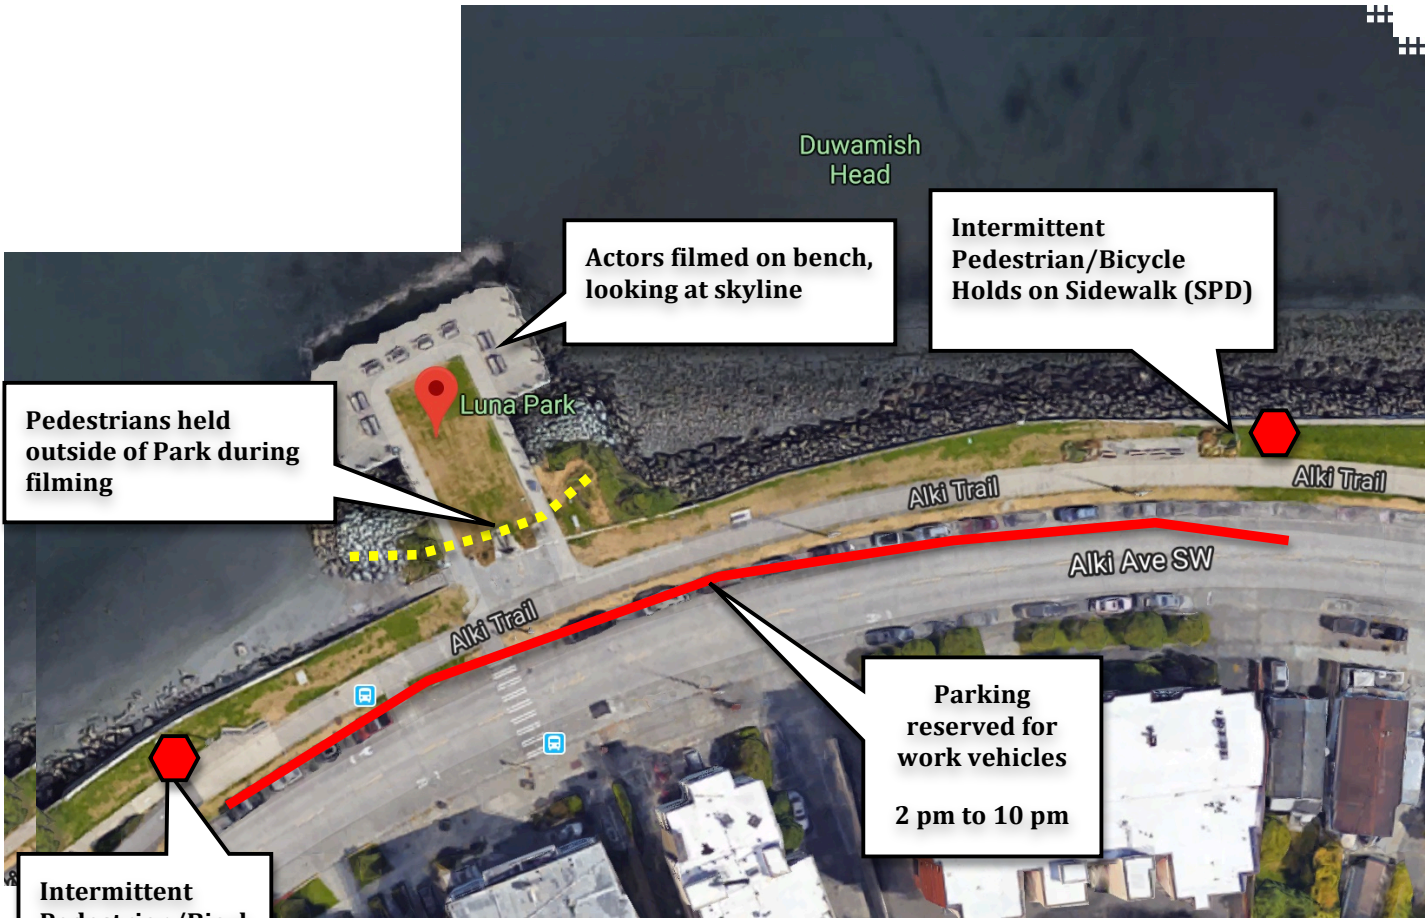 Duwamish
Head
Intermittent
Pedestrian/Bicycle
Holds on Sidewalk (SPD)
Actors filmed on bench,
looking at skyline
Luna Park
Pedestrians held
outside of Park during
filming
Alki Trail
Alki Trail
Alki Ave SW
Alki Trail
Parking
reserved for
work vehicles
2 pm to 10 pm
Intermittent